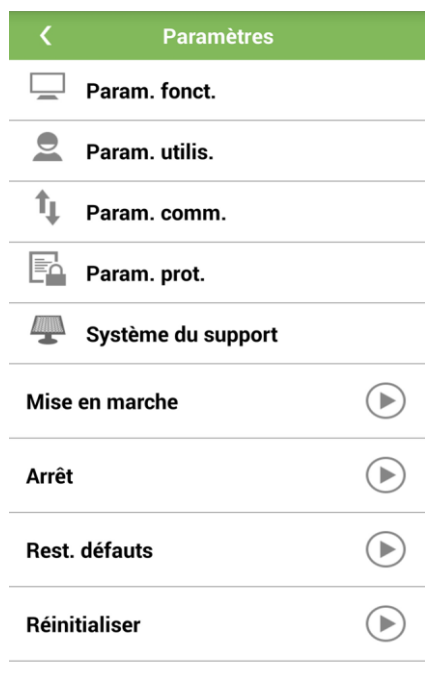 Paramètres
Param. fonct.
Param. utilis.
Param. comm.
Param. prot.
Système du support
Mise en marche
Arrêt
Rest. défauts
Réinitialiser